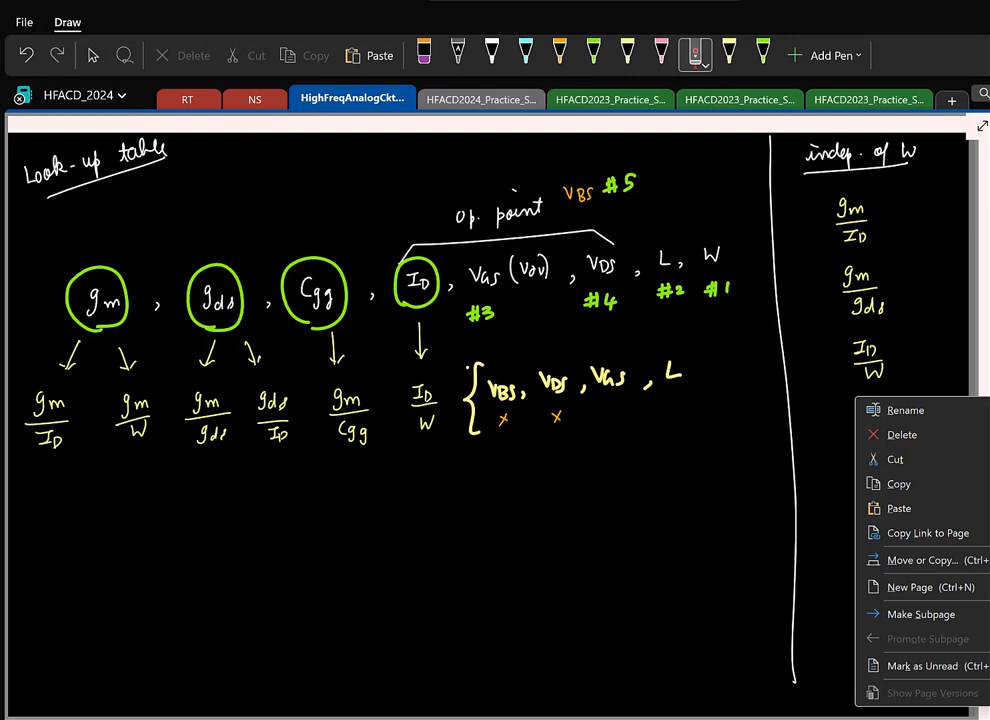 File Draw
Delete Cut Copy Paste Add Pen
HFACD_2024 RT NS HighFreqAnalogCkt... HFACD2024_Practice_S... HFACD2023_Practice_S... HFACD2023_Practice_S... HFACD2023_Practice_S... +
Look-up table
indep. of W
Op. point VBS #5
gm , gds , Cgg , ID , VGS (Vov) , VDS , L , W
#3 #4 #2 #1
gm/ID gm/W gm/gds gds/ID gm/Cgg ID/W { VBS, VDS, VGS , L
x x
gm/ID
gm/gds
ID/W
Rename
Delete
Cut
Copy
Paste
Copy Link to Page
Move or Copy... (Ctrl+
New Page (Ctrl+N)
Make Subpage
Promote Subpage
Mark as Unread (Ctrl+
Show Page Versions